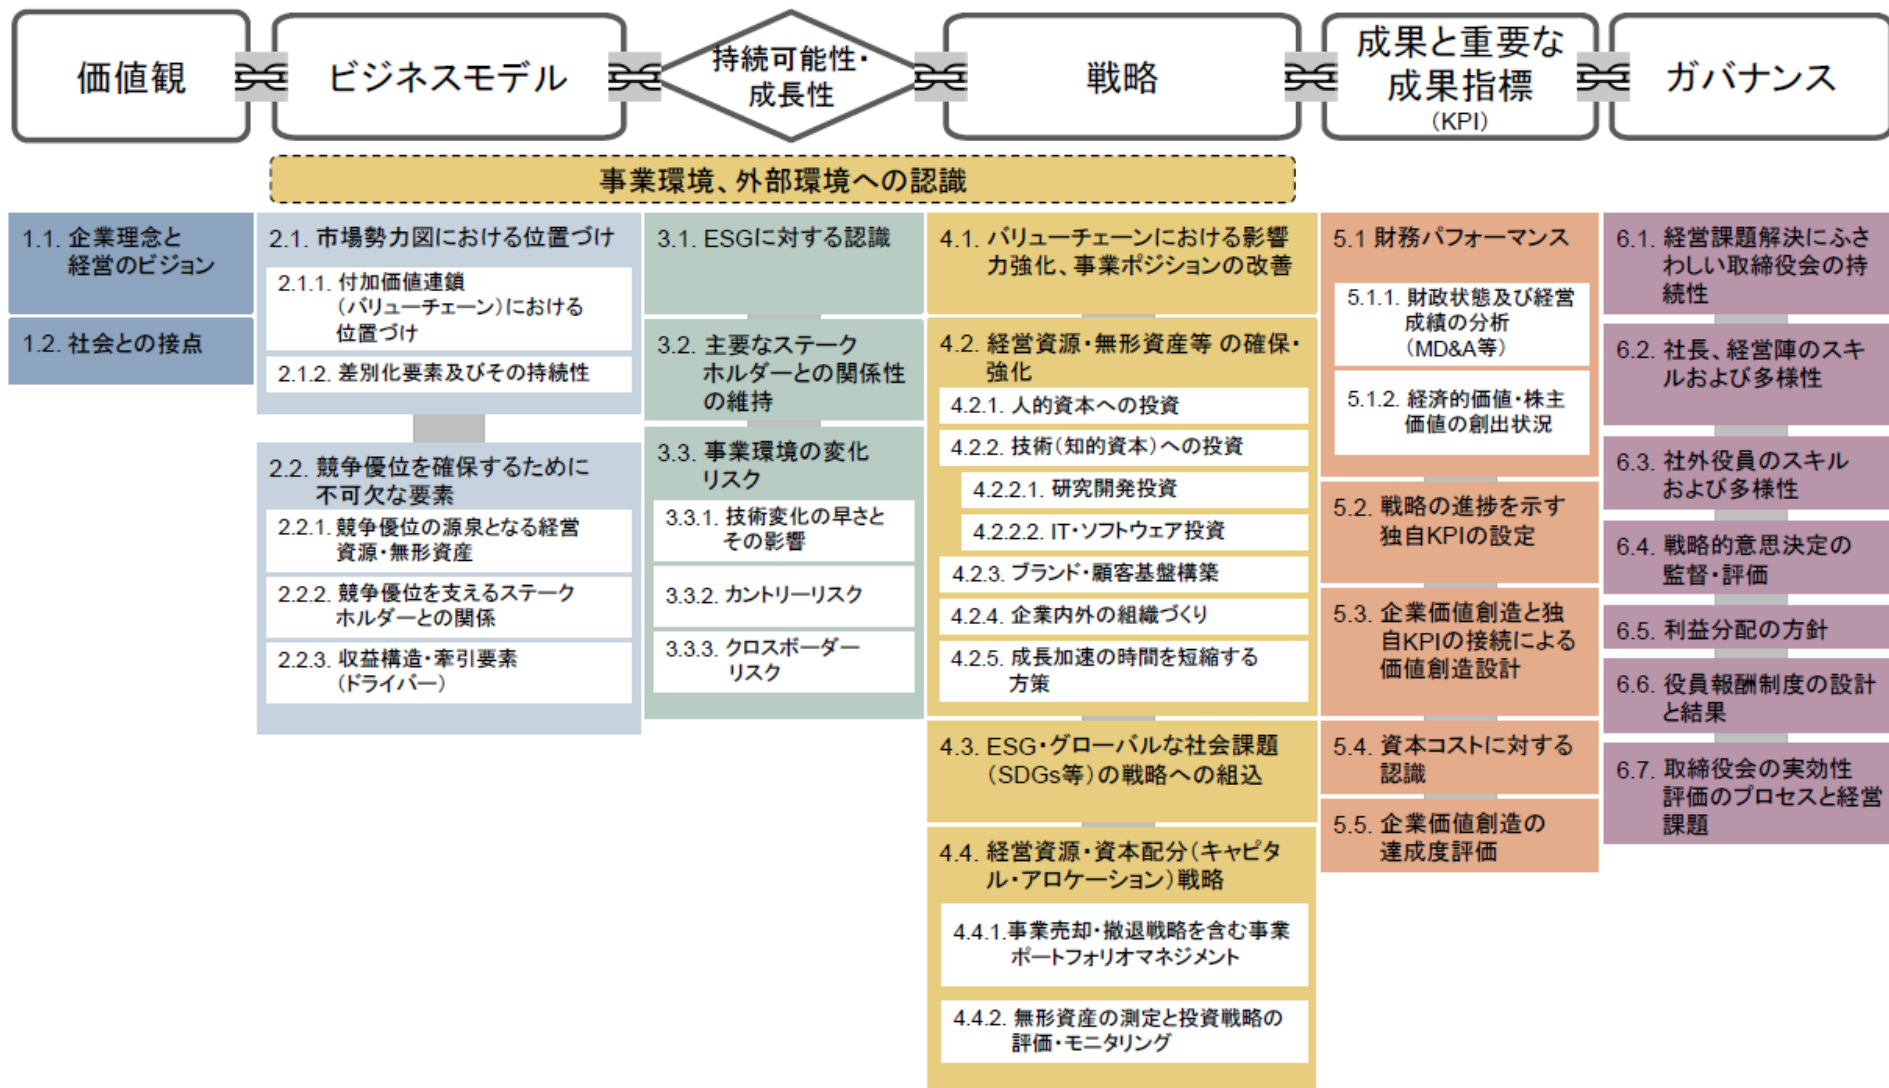 価値観
ビジネスモデル
持続可能性・
成長性
戦略
成果と重要な
成果指標
(KPI)
ガバナンス
事業環境、外部環境への認識
1.1. 企業理念と
経営のビジョン
1.2. 社会との接点
2.1. 市場勢力図における位置づけ
2.1.1. 付加価値連鎖
(バリューチェーン)における
位置づけ
2.1.2. 差別化要素及びその持続性
2.2. 競争優位を確保するために
不可欠な要素
2.2.1 競争優位の源泉となる経営
資源・無形資産
2.2.2. 競争優位を支えるステーク
ホルダーとの関係
2.2.3. 収益構造・牽引要素
(ドライバー)
3.1. ESGに対する認識
3.2. 主要なステーク
ホルダーとの関係性
の維持
3.3. 事業環境の変化
リスク
3.3.1. 技術変化の早さと
その影響
3.3.2. カントリーリスク
3.3.3. クロスボーダー
リスク
4.1. バリューチェーンにおける影響
力強化、事業ポジションの改善
4.2. 経営資源・無形資産等 の確保・
強化
4.2.1. 人的資本への投資
4.2.2. 技術(知的資本)への投資
4.2.2.1. 研究開発投資
4.2.2.2. IT・ソフトウェア投資
4.2.3. ブランド・顧客基盤構築
4.2.4. 企業内外の組織づくり
4.2.5. 成長加速の時間を短縮する
方策
4.3. ESG・グローバルな社会課題
(SDGs等)の戦略への組込
4.4. 経営資源・資本配分(キャピタ
ル・アロケーション)戦略
4.4.1.事業売却・撤退戦略を含む事業
ポートフォリオマネジメント
4.4.2. 無形資産の測定と投資戦略の
評価・モニタリング
5.1 財務パフォーマンス
5.1.1. 財政状態及び経営
成績の分析
(MD&A等)
5.1.2. 経済的価値・株主
価値の創出状況
5.2. 戦略の進捗を示す
独自KPIの設定
5.3. 企業価値創造と独
自KPIの接続による
価値創造設計
5.4. 資本コストに対する
認識
5.5. 企業価値創造の
達成度評価
6.1. 経営課題解決にふさ
わしい取締役会の持
続性
6.2. 社長、経営陣のスキ
ルおよび多様性
6.3. 社外役員のスキル
および多様性
6.4. 戦略的意思決定の
監督・評価
6.5. 利益分配の方針
6.6. 役員報酬制度の設計
と結果
6.7. 取締役会の実効性
評価のプロセスと経営
課題